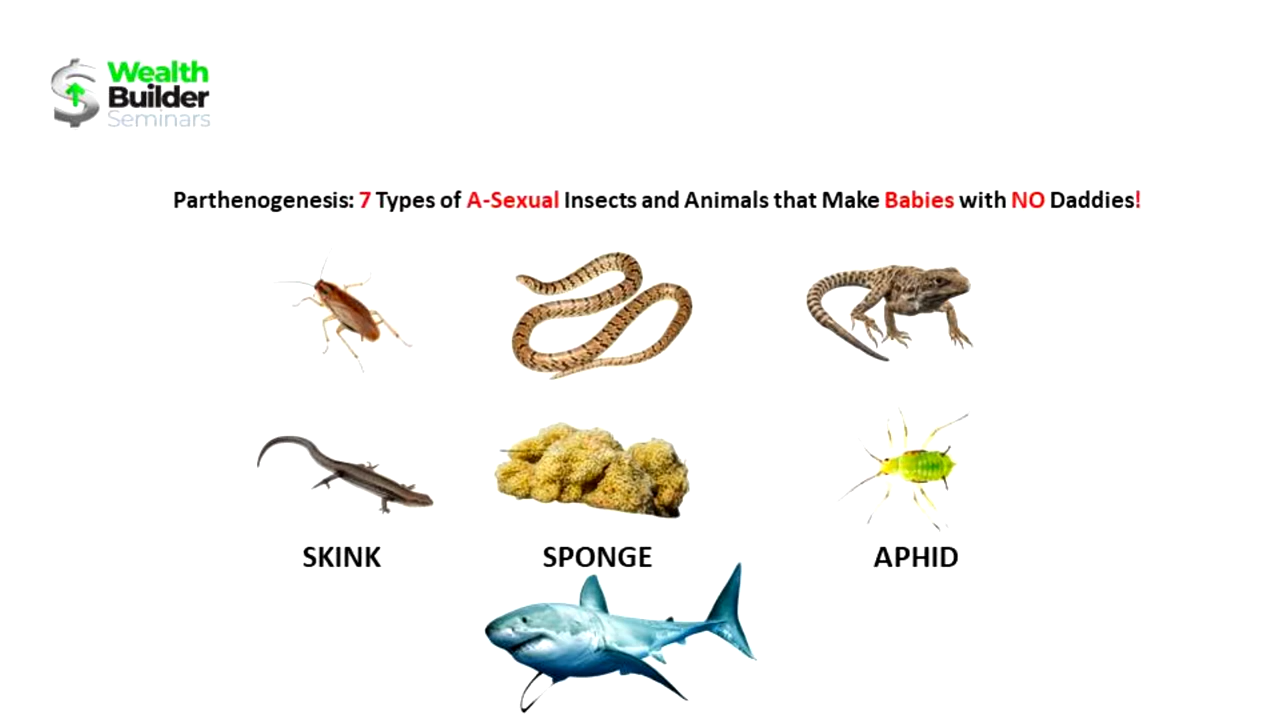 Wealth
Builder
Seminars
Parthenogenesis: 7 Types of A-Sexual Insects and Animals that Make Babies with NO Daddies!
SKINK SPONGE APHID